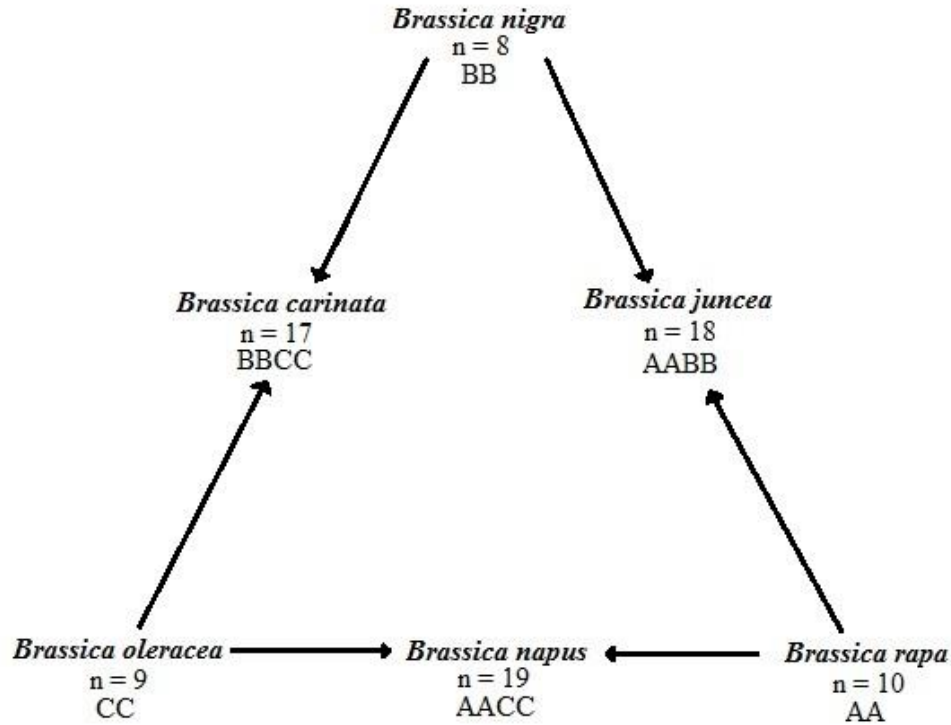 Brassica nigra
n = 8
BB
Brassica carinata
n = 17
BBCC
Brassica juncea
n = 18
AABB
Brassica oleracea
n = 9
CC
Brassica napus
n = 19
AACC
Brassica rapa
n = 10
AA